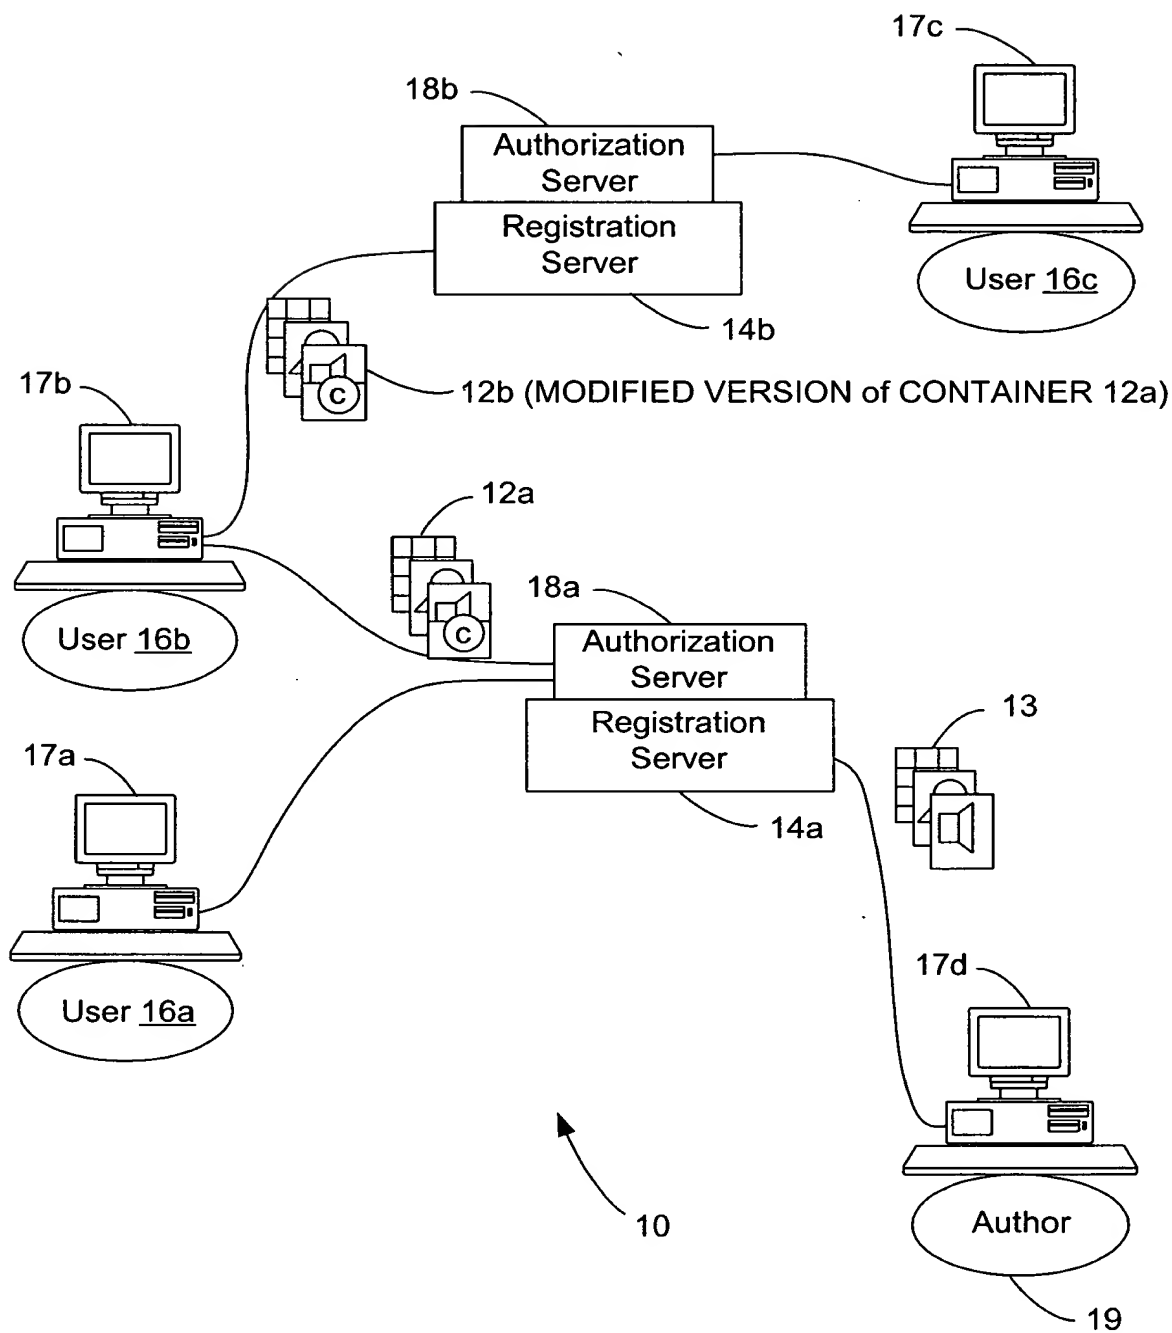 17c
18b
Authorization
Server
Registration
Server
User 16c
14b
17b
C
12b (MODIFIED VERSION of CONTAINER 12a)
12a
18a
C
User 16b
Authorization
Server
13
Registration
Server
17a
14a
17d
User 16a
10
Author
19